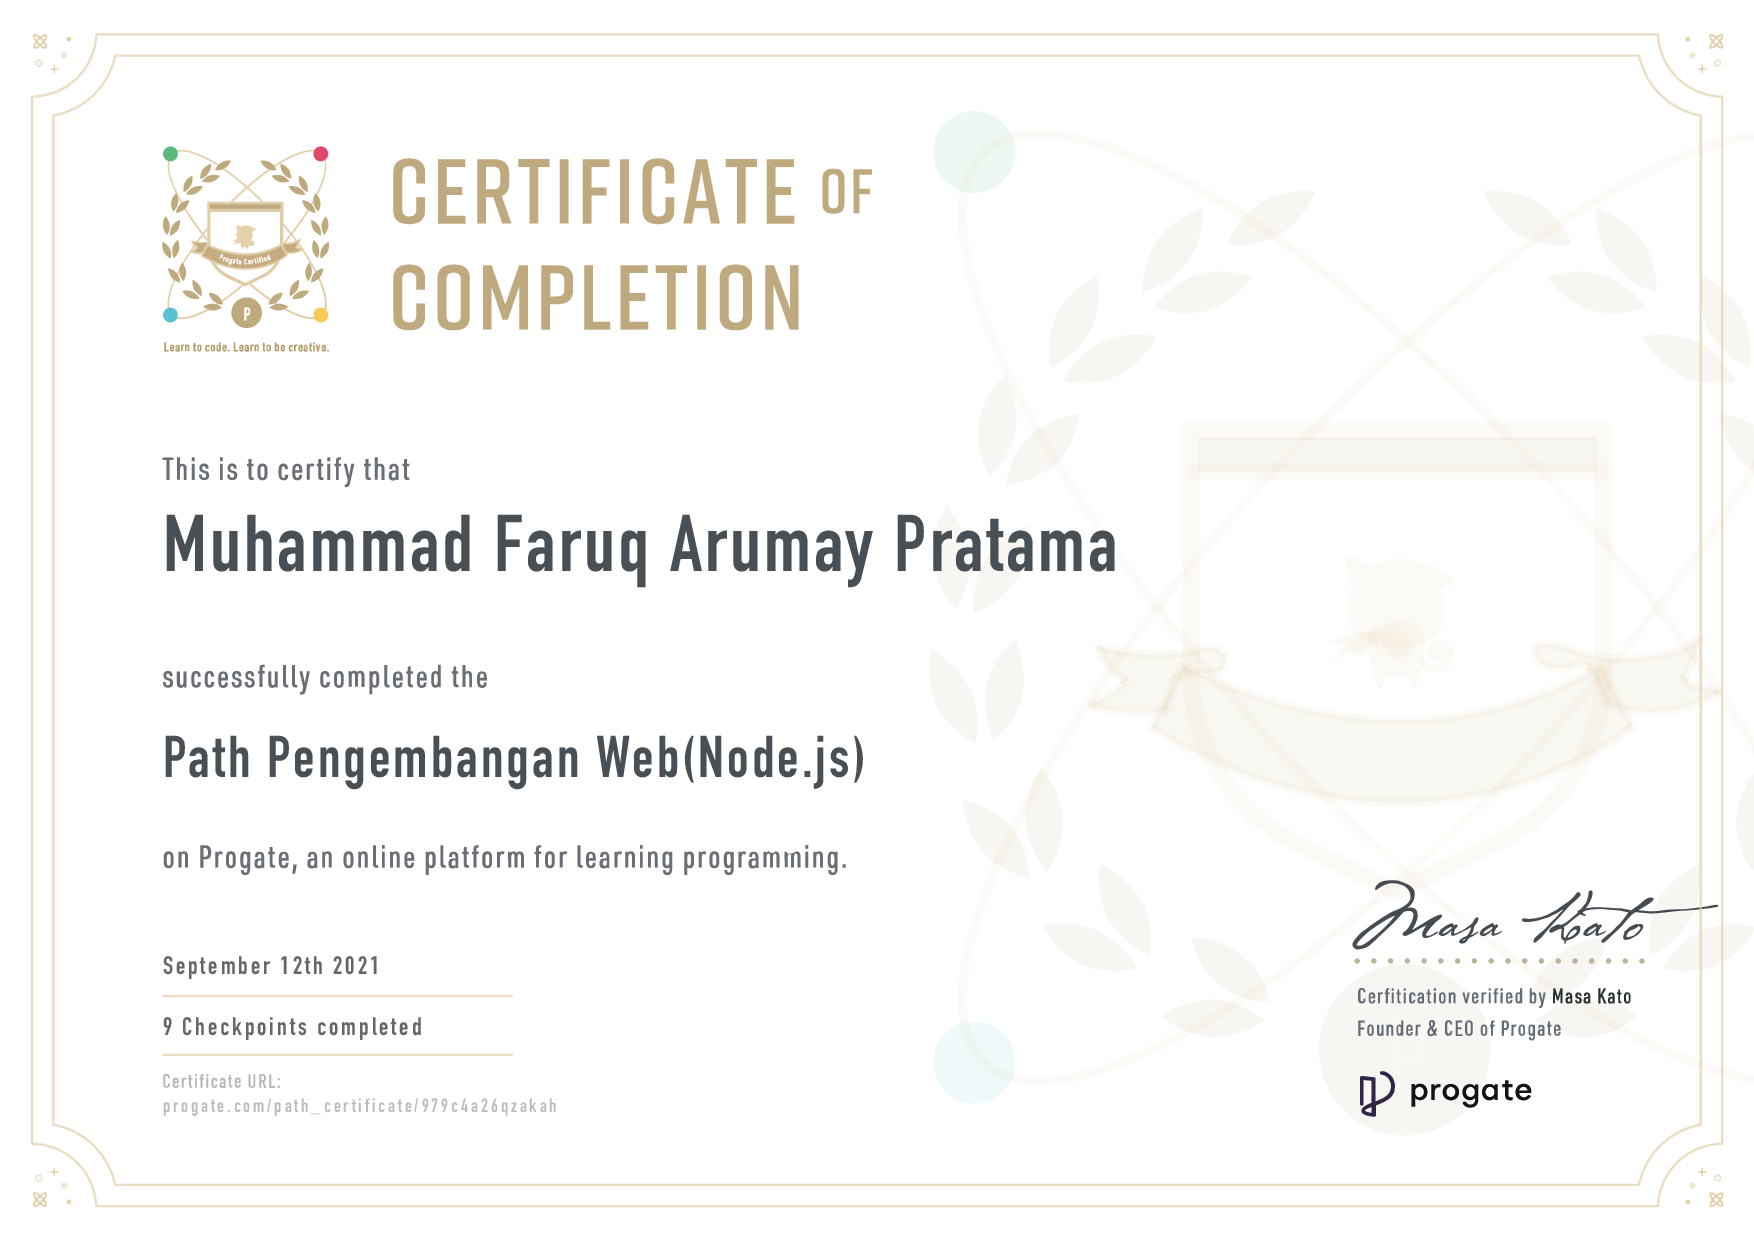 CERTIFICATE OF
COMPLETION
Progate Certified
P
Learn to code. Learn to be creative.
This is to certify that
Muhammad Faruq Arumay Pratama
successfully completed the
Path Pengembangan Web(Node.js)
on Progate, an online platform for learning programming.
September 12th 2021
9 Checkpoints completed
Certificate URL:
progate.com/path_certificate/979c4a26qzakah
Masa Kato
Cerfitication verified by Masa Kato
Founder & CEO of Progate
progate